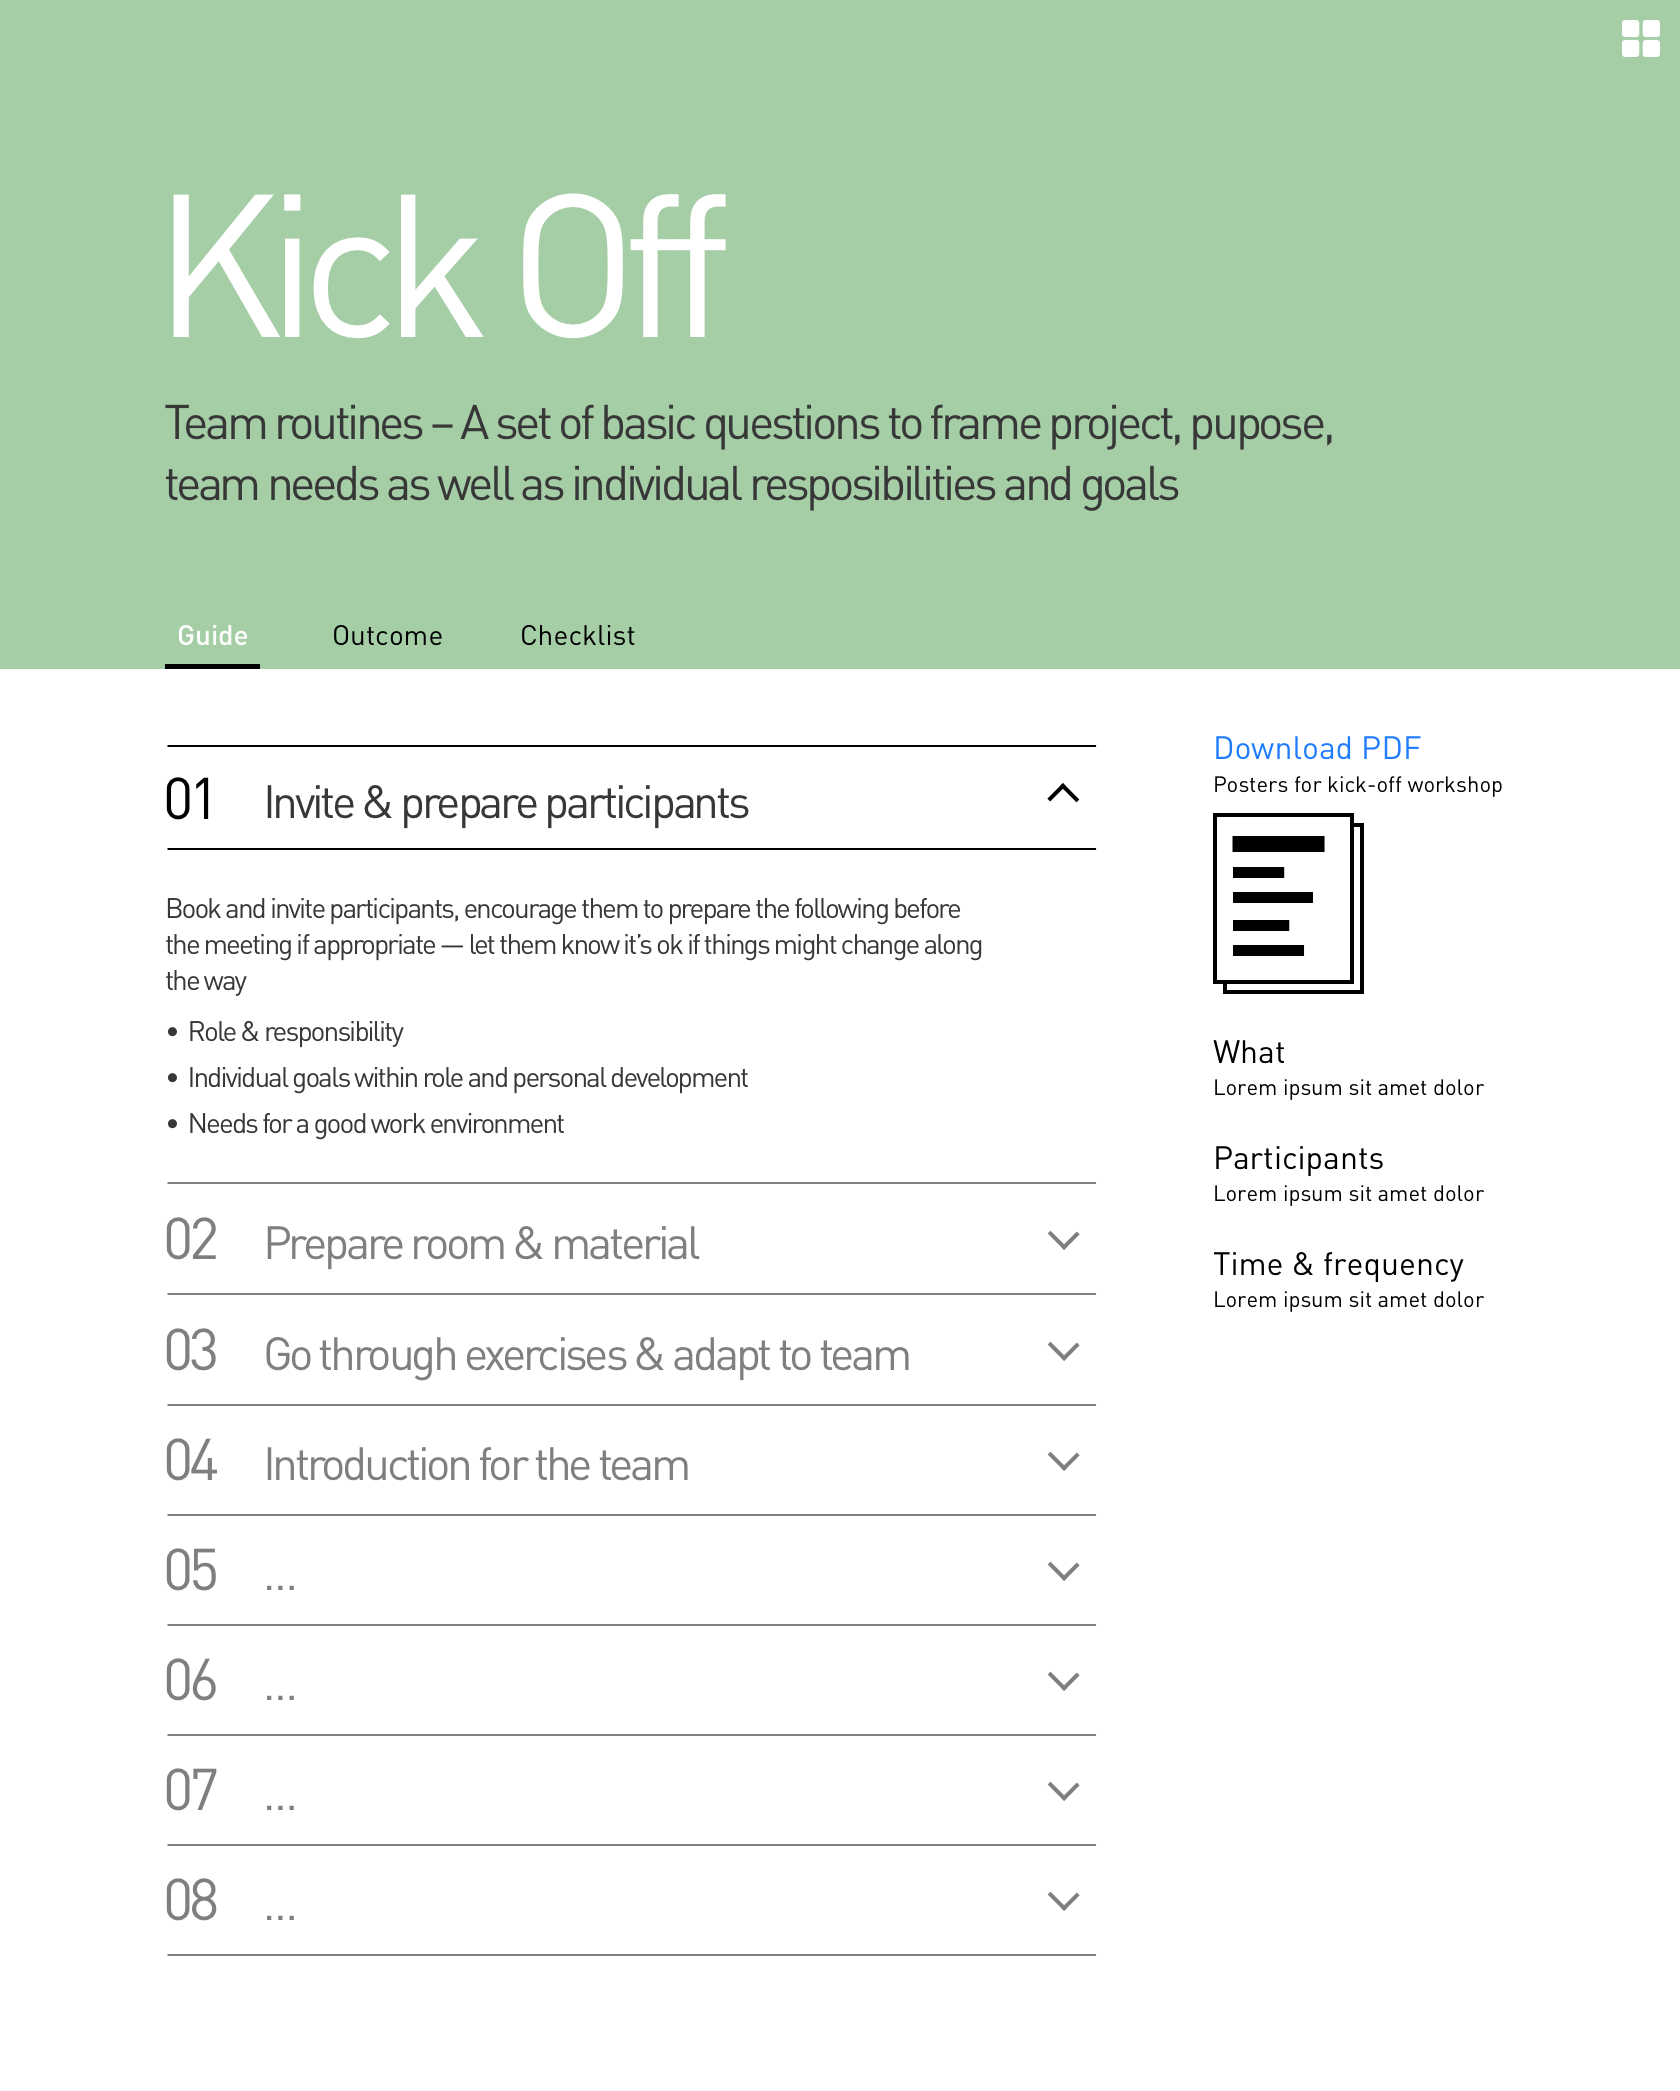 Kick Off
Team routines – A set of basic questions to frame project, pupose,
team needs as well as individual resposibilities and goals
Guide
Outcome
Checklist
01 Invite & prepare participants
Book and invite participants, encourage them to prepare the following before
the meeting if appropriate — let them know it’s ok if things might change along
the way
• Role & responsibility
• Individual goals within role and personal development
• Needs for a good work environment
02 Prepare room & material
03 Go through exercises & adapt to team
04 Introduction for the team
05 ...
06 ...
07 ...
08 ...
Download PDF
Posters for kick-off workshop
What
Lorem ipsum sit amet dolor
Participants
Lorem ipsum sit amet dolor
Time & frequency
Lorem ipsum sit amet dolor